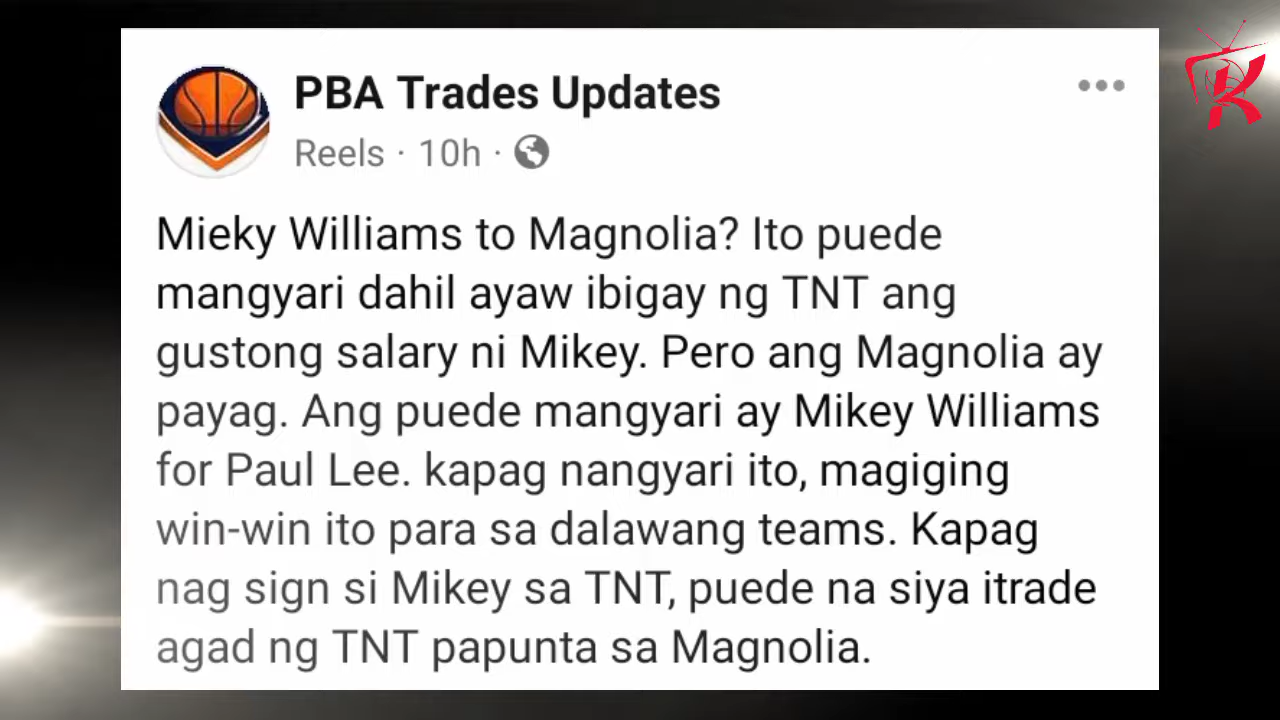 PBA Trades Updates
Reels · 10h ·
Mieky Williams to Magnolia? Ito puede
mangyari dahil ayaw ibigay ng TNT ang
gustong salary ni Mikey. Pero ang Magnolia ay
payag. Ang puede mangyari ay Mikey Williams
for Paul Lee. kapag nangyari ito, magiging
win-win ito para sa dalawang teams. Kapag
nag sign si Mikey sa TNT, puede na siya itrade
agad ng TNT papunta sa Magnolia.
K